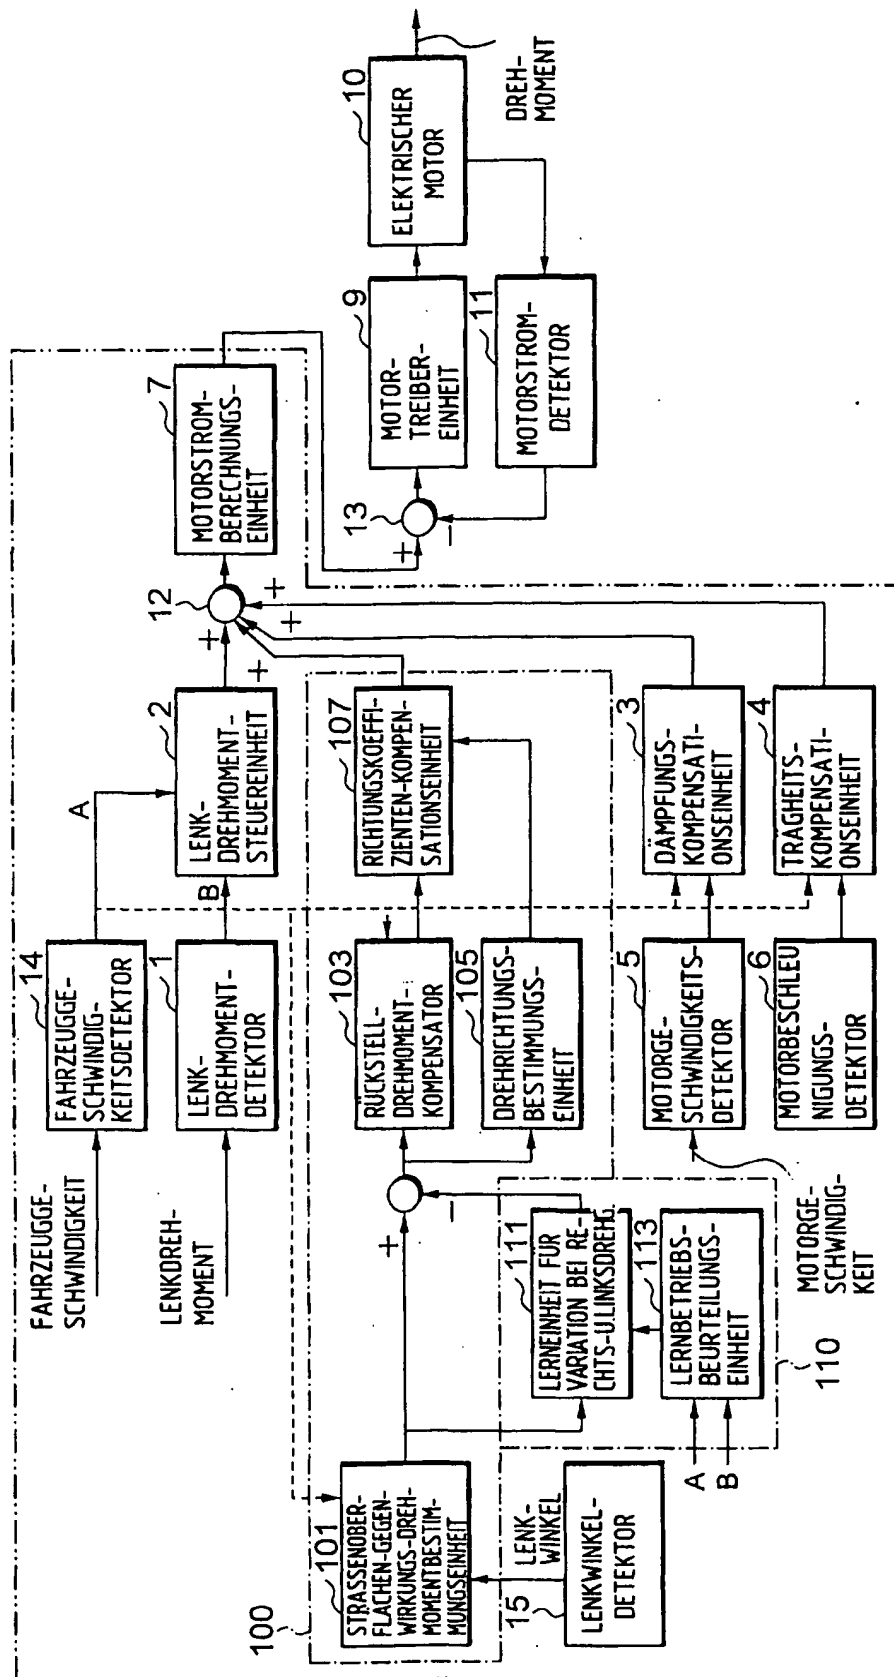 FAHRZEUGGE-
SCHWINDIGKEIT
14
FAHRZEUGGE-
SCHWINDIG-
KEITSDETEKTOR
A
LENKDREH-
MOMENT
1
LENK-
DREHMOMENT-
DETEKTOR
B
2
LENK-
DREHMOMENT-
STEUEREINHEIT
+
12
+
+
+
7
MOTORSTROM-
BERECHNUNGS-
EINHEIT
100
101
STRASSENOBER-
FLACHEN-GEGEN-
WIRKUNGS-DREH-
MOMENTBESTIM-
MUNGSEINHEIT
+
-
103
RÜCKSTELL-
DREHMOMENT-
KOMPENSATOR
107
RICHTUNGSKOEFFI-
ZIENTEN-KOMPEN-
SATIONSEINHEIT
105
DREHRICHTUNGS-
BESTIMMUNGS-
EINHEIT
13
+
-
9
MOTOR-
TREIBER-
EINHEIT
10
ELEKTRISCHER
MOTOR
DREH-
MOMENT
11
MOTORSTROM-
DETEKTOR
15
LENK-
WINKEL
LENKWINKEL-
DETEKTOR
111
LERNEINHEIT FÜR
VARIATION BEI RE-
CHTS-U.LINKSDREHG
113
LERNBETRIEBS-
BEURTEILUNGS-
EINHEIT
A
B
110
MOTORGE-
SCHWINDIG-
KEIT
5
MOTORGE-
SCHWINDIGKEITS-
DETEKTOR
3
DÄMPFUNGS-
KOMPENSATI-
ONSEINHEIT
6
MOTORBESCHLEU
NIGUNGS-
DETEKTOR
4
TRAGHEITS-
KOMPENSATI-
ONSEINHEIT